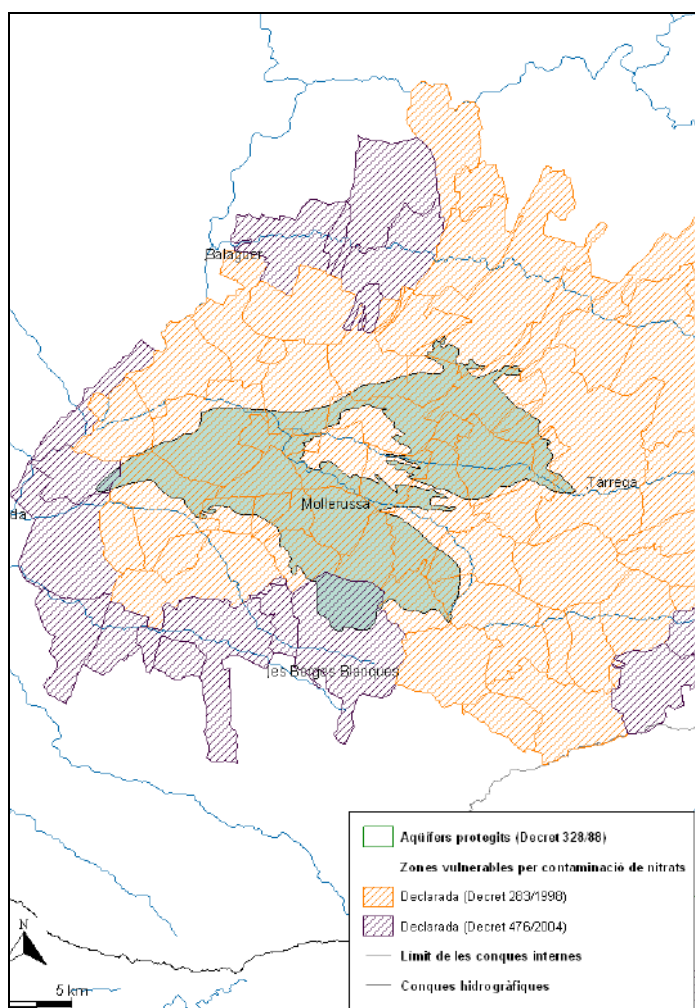 Balaguer
Tàrrega
Mollerussa
da
les Borges Blanques
Aqüífers protegits (Decret 328/88)
Zones vulnerables per contaminació de nitrats
Declarada (Decret 283/1998)
Declarada (Decret 476/2004)
Límit de les conques internes
Conques hidrogràfiques
N
5 km